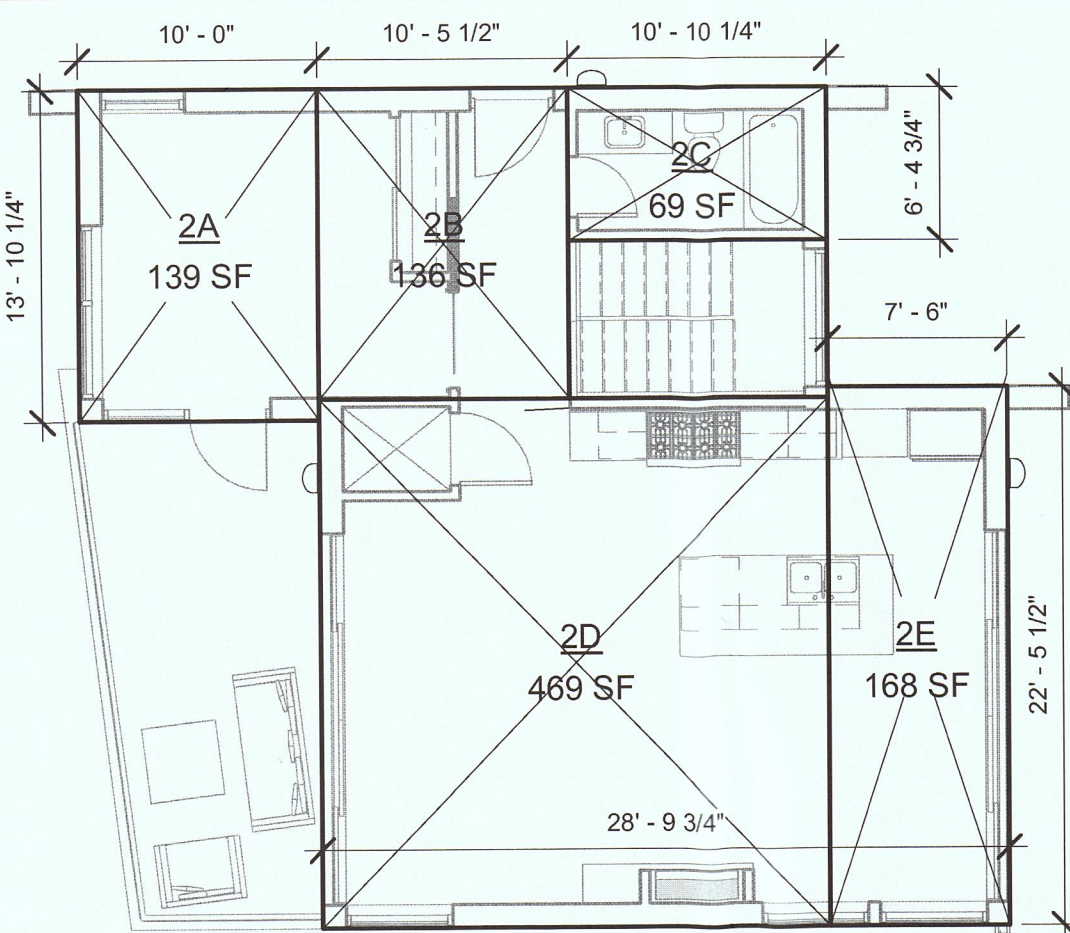 10' - 0"
10' - 5 1/2"
10' - 10 1/4"
13' - 10 1/4"
6' - 4 3/4"
2A
139 SF
2B
136 SF
2C
69 SF
7' - 6"
2D
469 SF
2E
168 SF
22' - 5 1/2"
28' - 9 3/4"